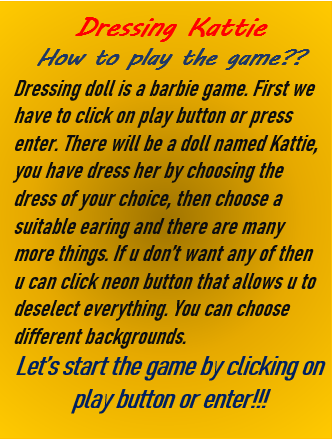 Dressing Kattie
How to play the game??
Dressing doll is a barbie game. First we
have to click on play button or press
enter. There will be a doll named Kattie,
you have dress her by choosing the
dress of your choice, then choose a
suitable earing and there are many
more things. If u don't want any of then
u can click neon button that allows u to
deselect everything. You can choose
different backgrounds.
Let's start the game by clicking on
play button or enter!!!